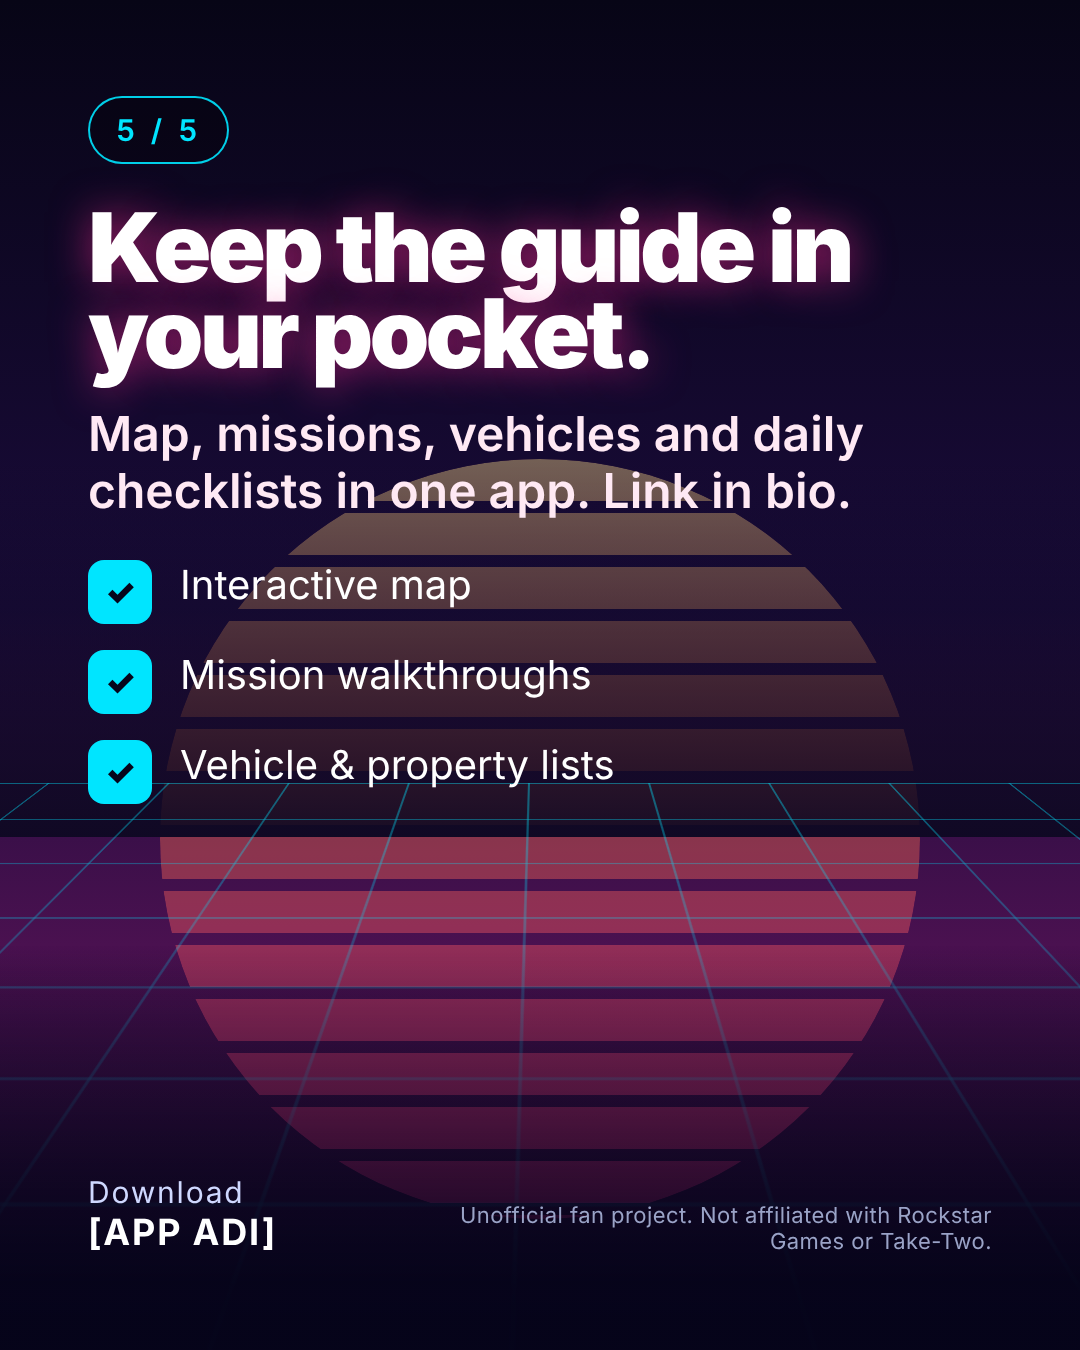 5 / 5
Keep the guide in
your pocket.
Map, missions, vehicles and daily
checklists in one app. Link in bio.
Interactive map
Mission walkthroughs
Vehicle & property lists
Download
[APP ADI]
Unofficial fan project. Not affiliated with Rockstar
Games or Take-Two.